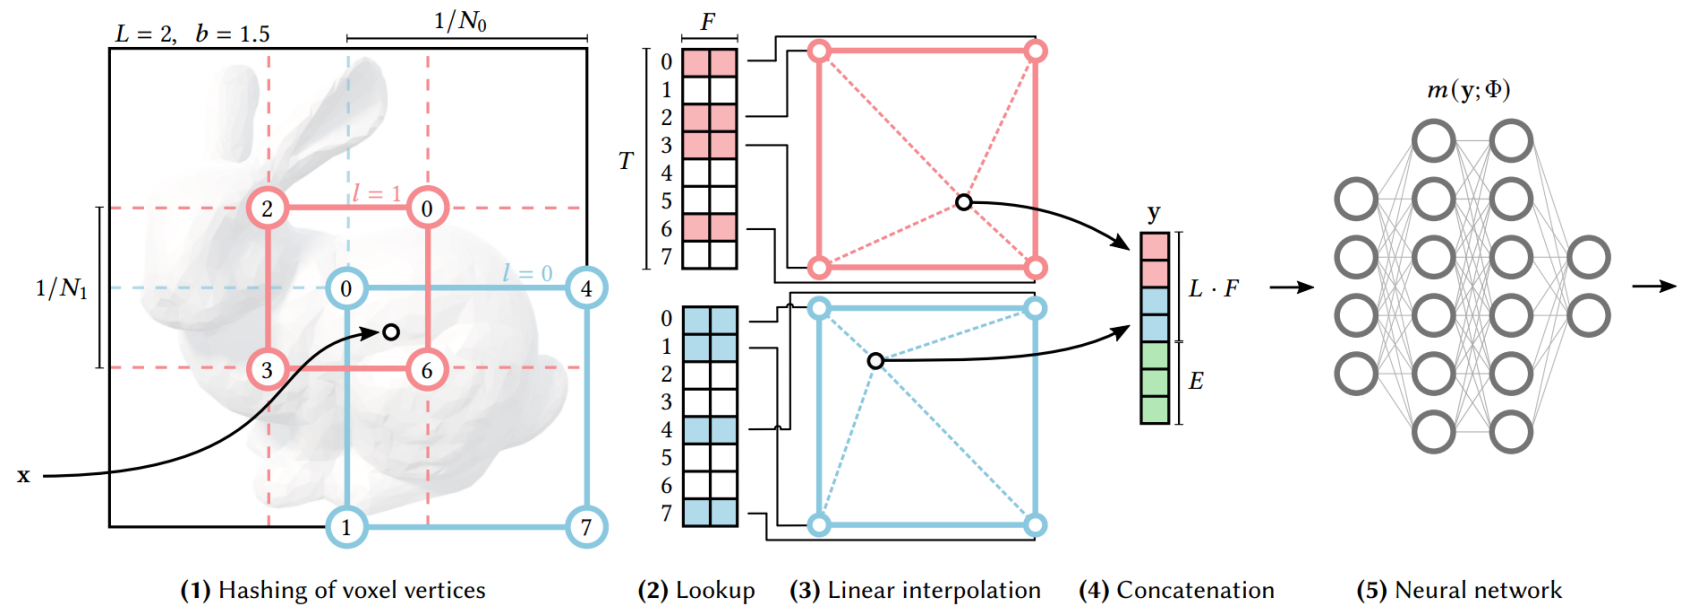 L = 2, b = 1.5
1/N₀
l = 1
2
0
l = 0
0
4
1/N₁
3
6
x
1
7
F
T
0
1
2
3
4
5
6
7
0
1
2
3
4
5
6
7
y
L · F
E
m(y; Φ)
(1) Hashing of voxel vertices
(2) Lookup
(3) Linear interpolation
(4) Concatenation
(5) Neural network